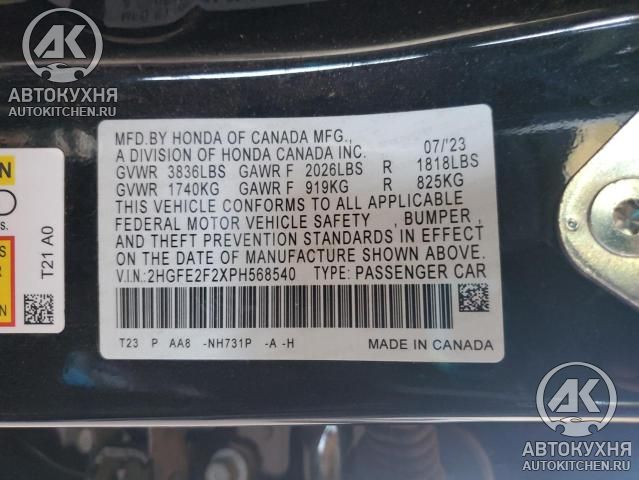 АК
АВТОКУХНЯ
AUTOKITCHEN.RU
MFD.BY HONDA OF CANADA MFG., 07/'23
A DIVISION OF HONDA CANADA INC.
GVWR 3836LBS GAWR F 2026LBS R 1818LBS
GVWR 1740KG GAWR F 919KG R 825KG
THIS VEHICLE CONFORMS TO ALL APPLICABLE
FEDERAL MOTOR VEHICLE SAFETY , BUMPER,
AND THEFT PREVENTION STANDARDS IN EFFECT
ON THE DATE OF MANUFACTURE SHOWN ABOVE.
V.I.N.: 2HGFE2F2XPH568540 TYPE: PASSENGER CAR
T23 P AA8 -NH731P -A -H MADE IN CANADA
T21 A0
АК
АВТОКУХНЯ
AUTOKITCHEN.RU